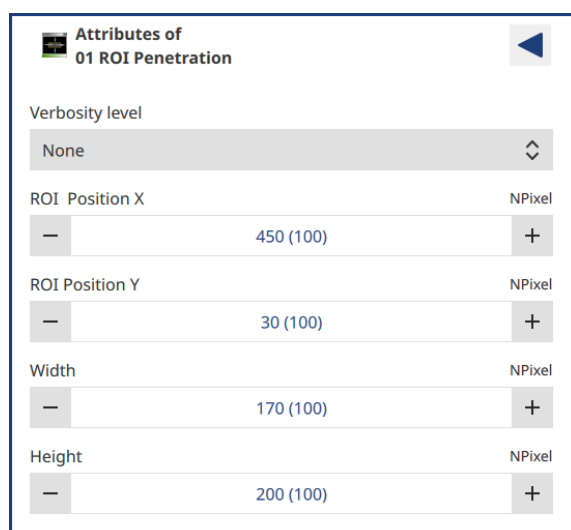 Attributes of
01 ROI Penetration
Verbosity level
None
ROI  Position X NPixel
− 450 (100) +
ROI Position Y NPixel
− 30 (100) +
Width NPixel
− 170 (100) +
Height NPixel
− 200 (100) +